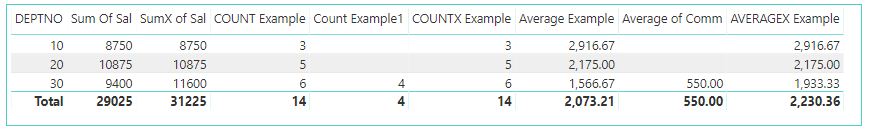 DEPTNO Sum Of Sal SumX of Sal COUNT Example Count Example1 COUNTX Example Average Example Average of Comm AVERAGEX Example
10 8750 8750 3 3 2,916.67 2,916.67
20 10875 10875 5 5 2,175.00 2,175.00
30 9400 11600 6 4 6 1,566.67 550.00 1,933.33
Total 29025 31225 14 4 14 2,073.21 550.00 2,230.36